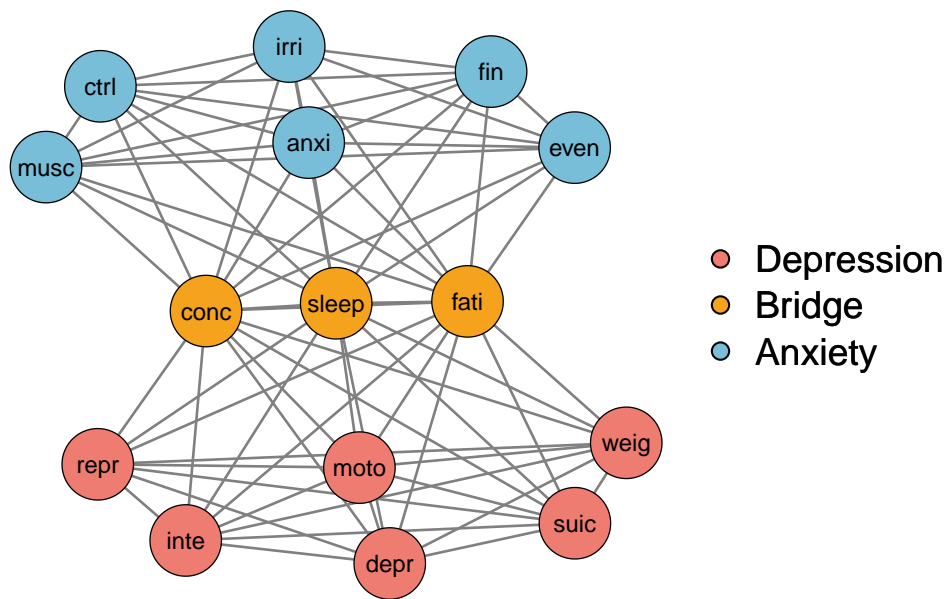 irri
fin
ctrl
anxi
even
musc
Depression
conc
sleep
fati
Bridge
Anxiety
weig
repr
moto
suic
inte
depr